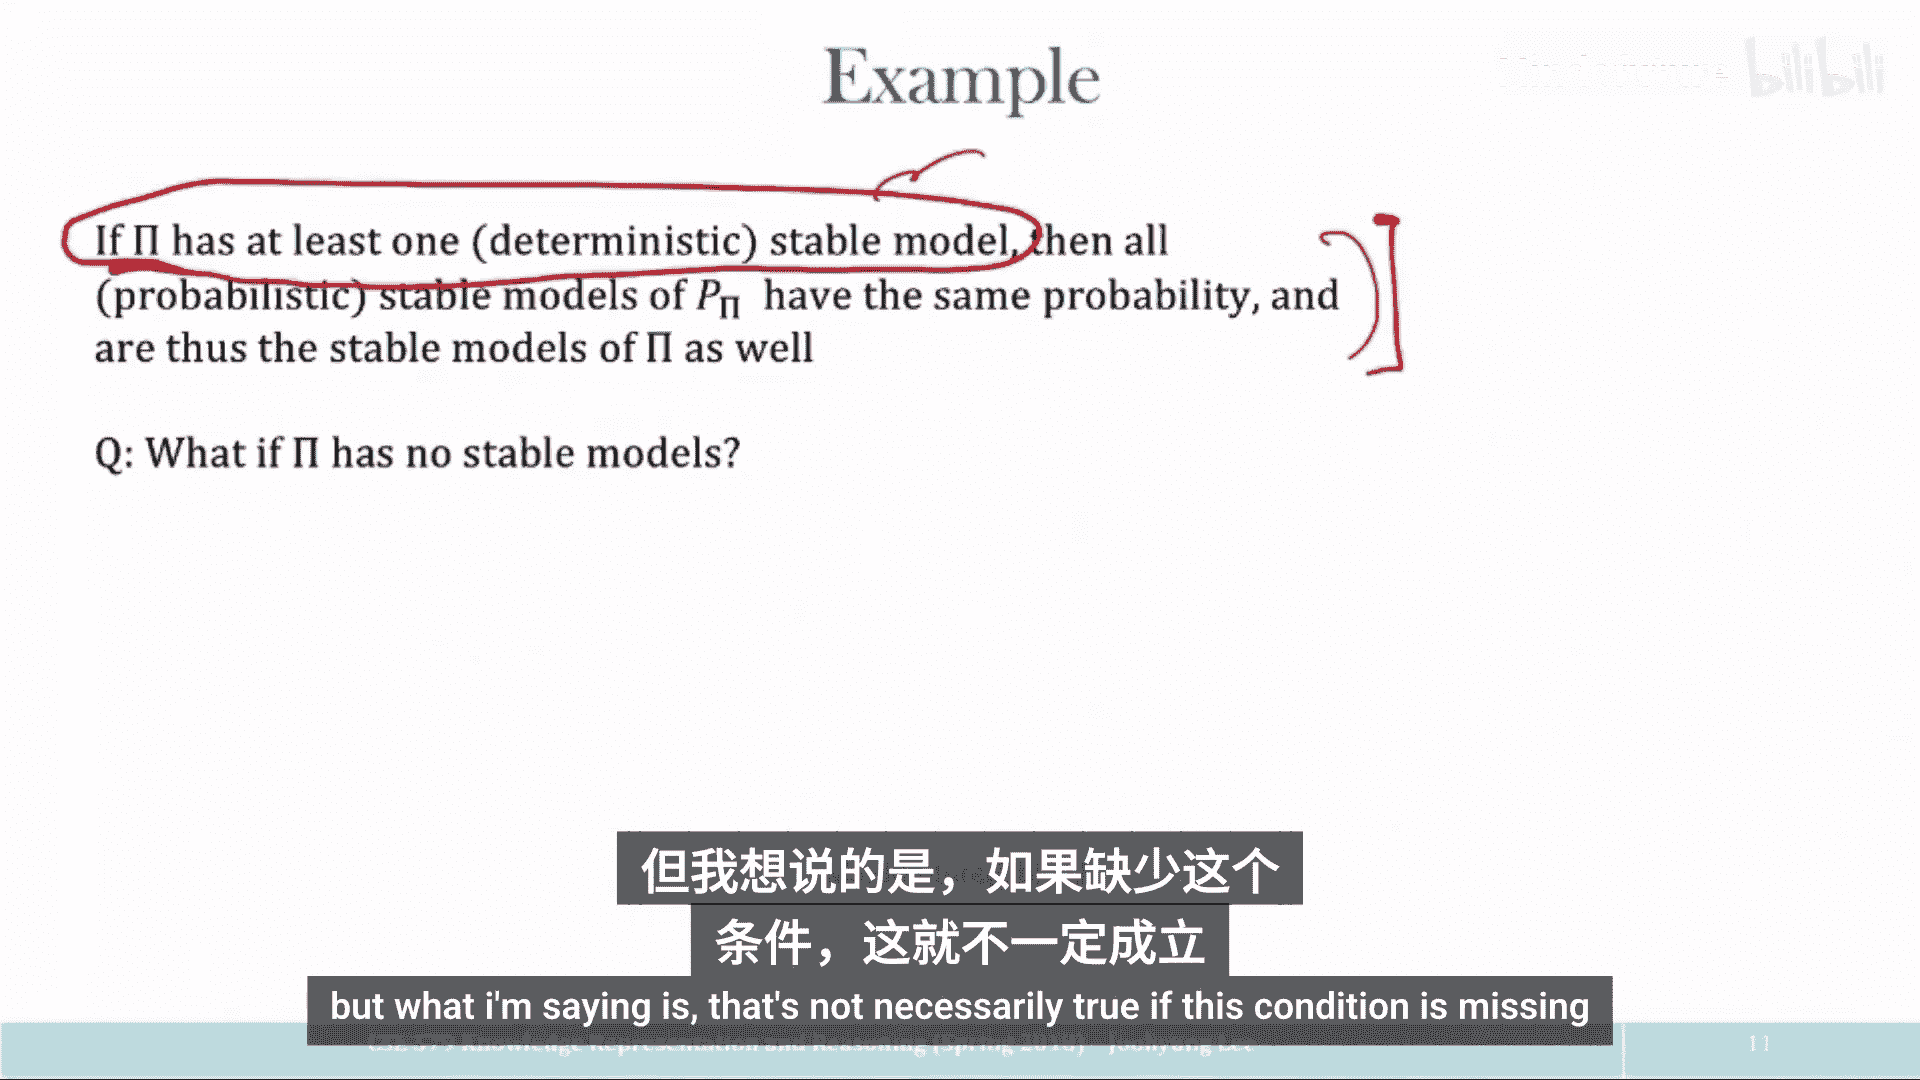 Example
bilibili
If Π has at least one (deterministic) stable model, then all
(probabilistic) stable models of P_Π have the same probability, and
are thus the stable models of Π as well
Q: What if Π has no stable models?
但我想说的是，如果缺少这个
条件，这就不一定成立
but what i'm saying is, that's not necessarily true if this condition is missing
11